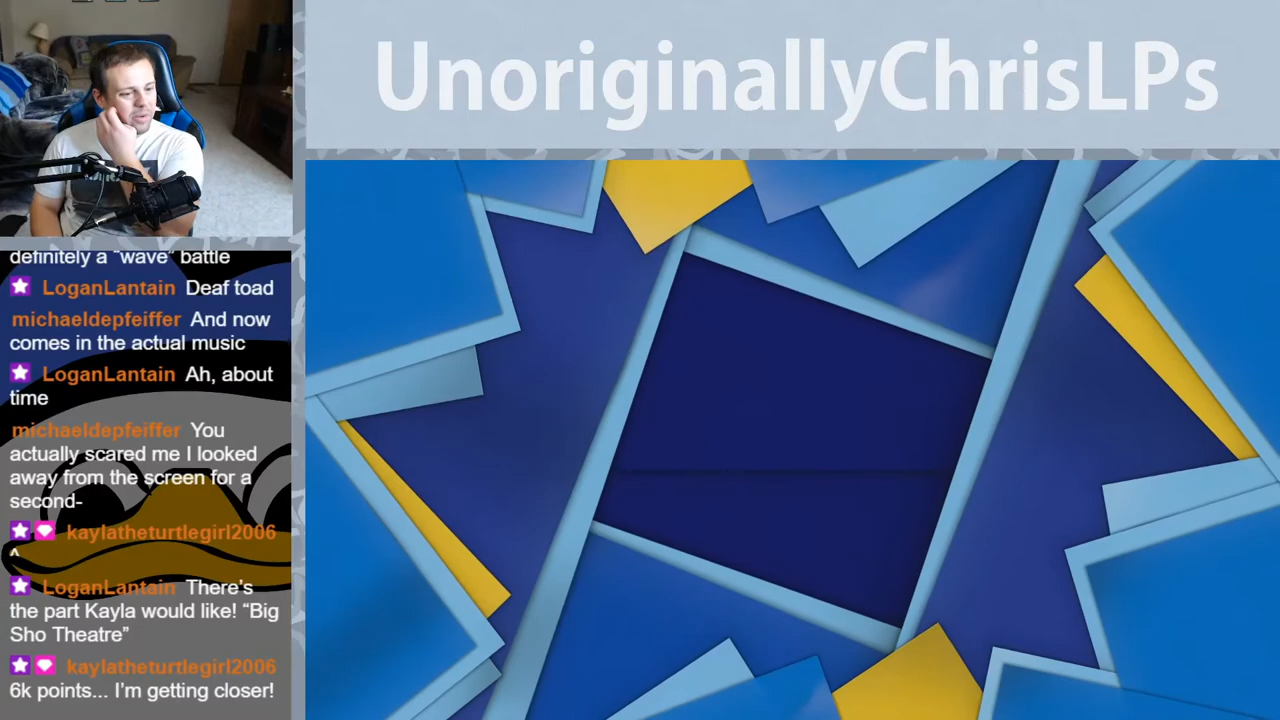 UnoriginallyChrisLPs
definitely a "wave" battle
LoganLantain Deaf toad
michaeldepfeiffer And now
comes in the actual music
LoganLantain Ah, about
time
michaeldepfeiffer You
actually scared me I looked
away from the screen for a
second-
kaylatheturtlegirl2006
^
LoganLantain There's
the part Kayla would like! “Big
Sho Theatre”
kaylatheturtlegirl2006
6k points... I'm getting closer!